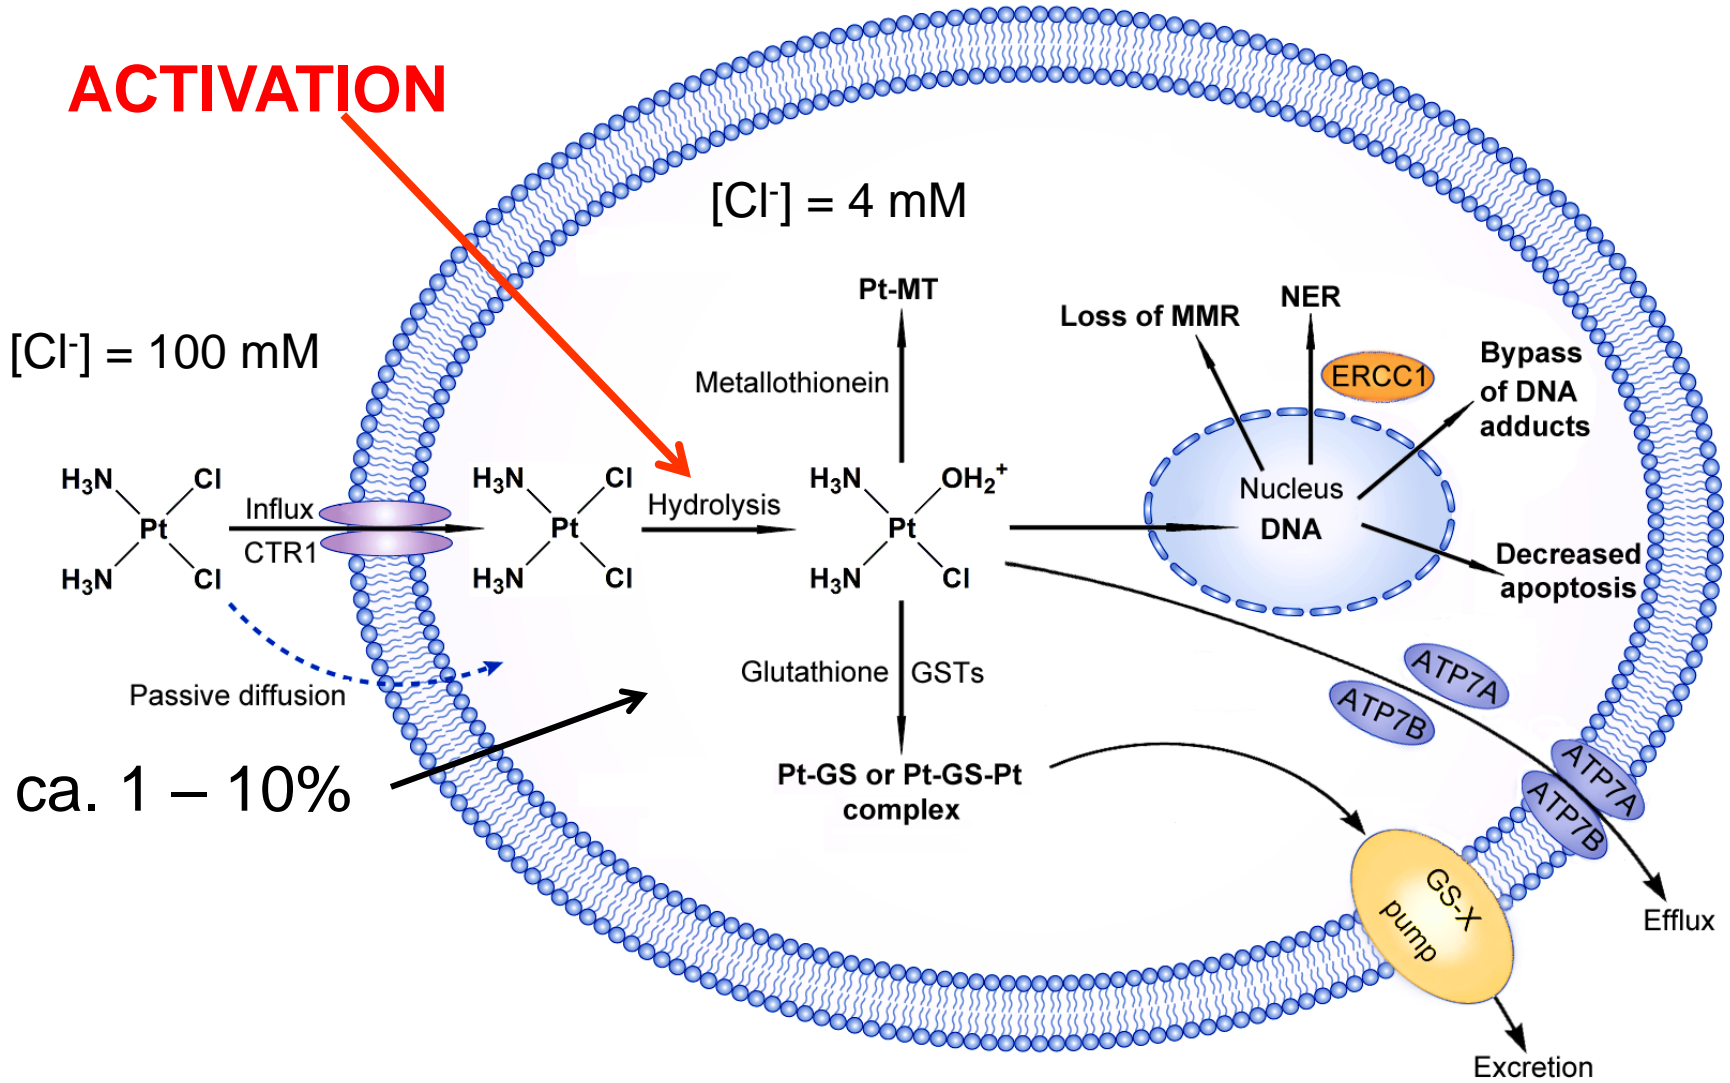 ACTIVATION
[Cl⁻] = 4 mM
[Cl⁻] = 100 mM
Pt-MT
Metallothionein
Loss of MMR
NER
ERCC1
Bypass
of DNA
adducts
H₃N
Cl
Pt
H₃N
Cl
Influx
CTR1
H₃N
Cl
Pt
H₃N
Cl
Hydrolysis
H₃N
OH₂⁺
Pt
H₃N
Cl
Nucleus
DNA
Decreased
apoptosis
Passive diffusion
ca. 1 – 10%
Glutathione
GSTs
Pt-GS or Pt-GS-Pt
complex
ATP7A
ATP7B
ATP7A
ATP7B
GS-X
pump
Efflux
Excretion